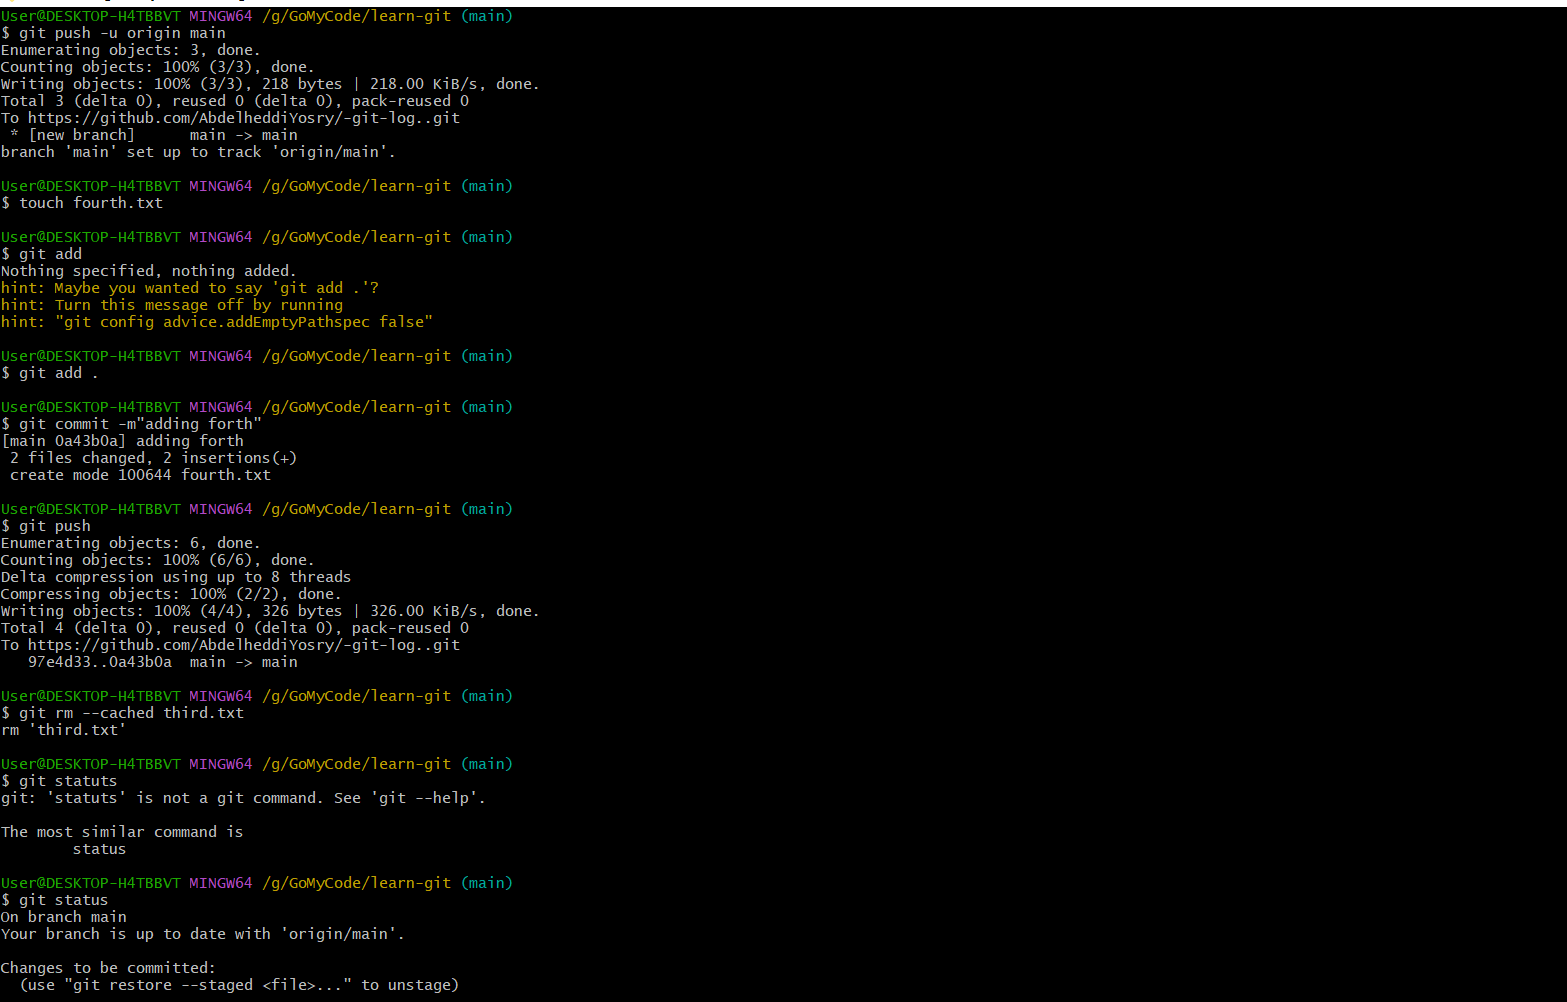 User@DESKTOP-H4TBBVT MINGW64 /g/GoMyCode/learn-git (main)
$ git push -u origin main
Enumerating objects: 3, done.
Counting objects: 100% (3/3), done.
Writing objects: 100% (3/3), 218 bytes | 218.00 KiB/s, done.
Total 3 (delta 0), reused 0 (delta 0), pack-reused 0
To https://github.com/AbdelheddiYosry/-git-log..git
 * [new branch]      main -> main
branch 'main' set up to track 'origin/main'.

User@DESKTOP-H4TBBVT MINGW64 /g/GoMyCode/learn-git (main)
$ touch fourth.txt

User@DESKTOP-H4TBBVT MINGW64 /g/GoMyCode/learn-git (main)
$ git add
Nothing specified, nothing added.
hint: Maybe you wanted to say 'git add .'?
hint: Turn this message off by running
hint: "git config advice.addEmptyPathspec false"

User@DESKTOP-H4TBBVT MINGW64 /g/GoMyCode/learn-git (main)
$ git add .

User@DESKTOP-H4TBBVT MINGW64 /g/GoMyCode/learn-git (main)
$ git commit -m"adding forth"
[main 0a43b0a] adding forth
 2 files changed, 2 insertions(+)
 create mode 100644 fourth.txt

User@DESKTOP-H4TBBVT MINGW64 /g/GoMyCode/learn-git (main)
$ git push
Enumerating objects: 6, done.
Counting objects: 100% (6/6), done.
Delta compression using up to 8 threads
Compressing objects: 100% (2/2), done.
Writing objects: 100% (4/4), 326 bytes | 326.00 KiB/s, done.
Total 4 (delta 0), reused 0 (delta 0), pack-reused 0
To https://github.com/AbdelheddiYosry/-git-log..git
   97e4d33..0a43b0a  main -> main

User@DESKTOP-H4TBBVT MINGW64 /g/GoMyCode/learn-git (main)
$ git rm --cached third.txt
rm 'third.txt'

User@DESKTOP-H4TBBVT MINGW64 /g/GoMyCode/learn-git (main)
$ git statuts
git: 'statuts' is not a git command. See 'git --help'.

The most similar command is
        status

User@DESKTOP-H4TBBVT MINGW64 /g/GoMyCode/learn-git (main)
$ git status
On branch main
Your branch is up to date with 'origin/main'.

Changes to be committed:
  (use "git restore --staged <file>..." to unstage)